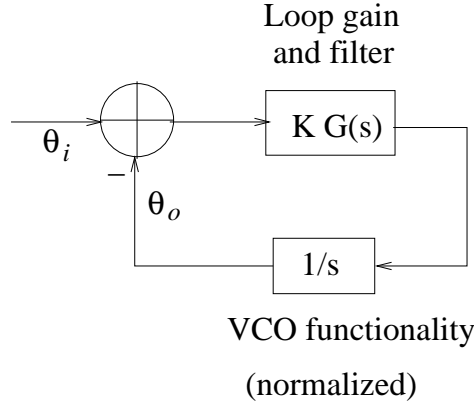 Loop gain
and filter
K G(s)
θi
−
θo
1/s
VCO functionality
(normalized)